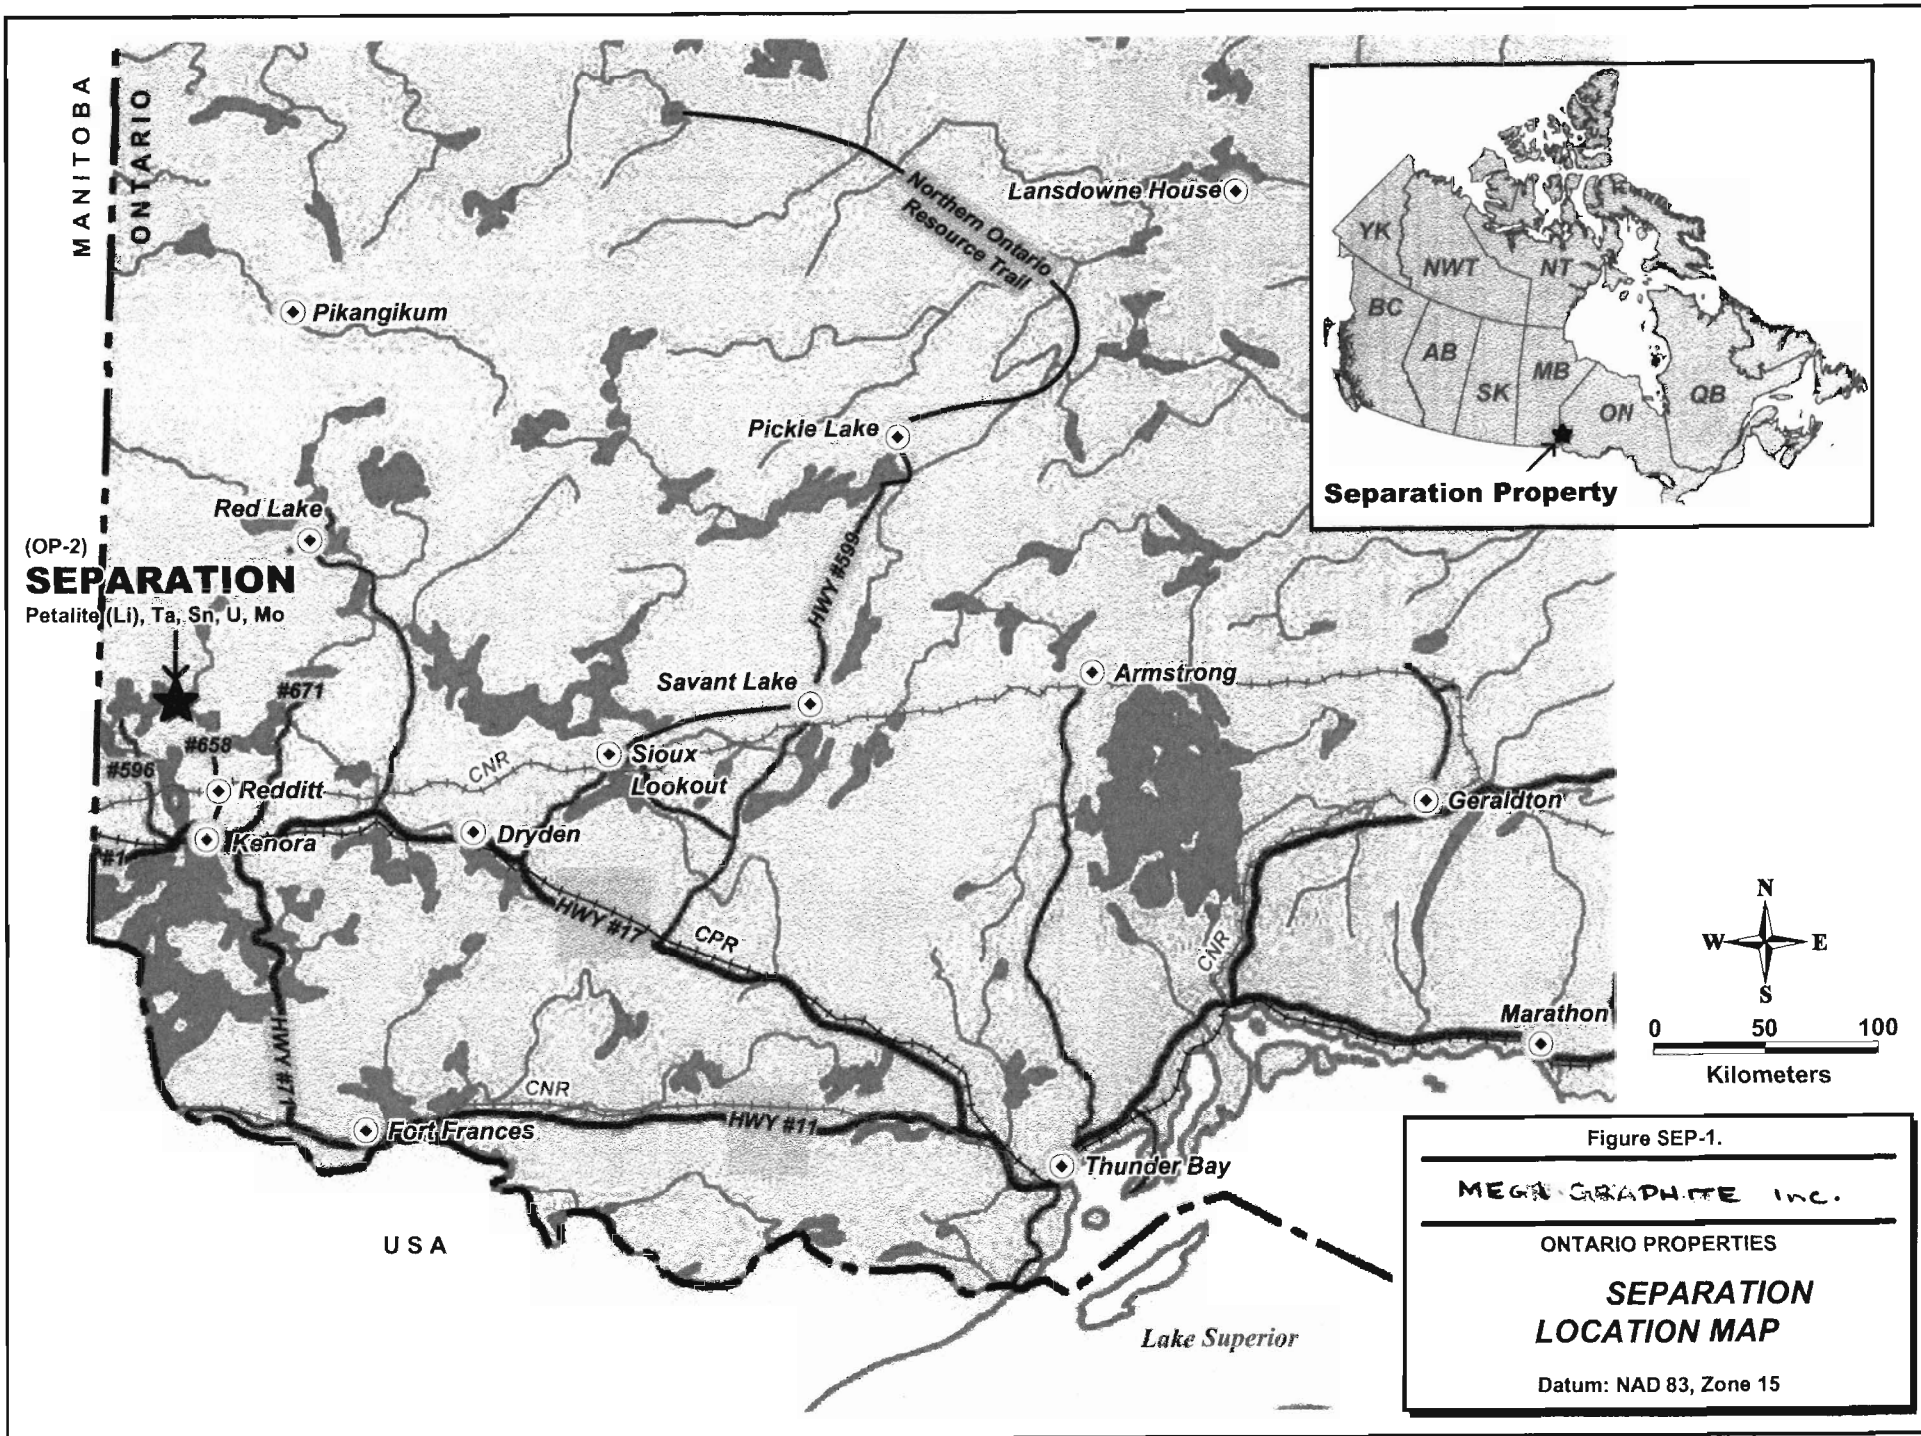 MANITOBA
ONTARIO
Northern Ontario
Resource Trail
Lansdowne House
Pikangikum
Pickle Lake
Red Lake
(OP-2)
SEPARATION
Petalite (Li), Ta, Sn, U, Mo
HWY #599
#671
Savant Lake
Armstrong
#658
#596
CNR
Sioux
Lookout
Redditt
Geraldton
Dryden
Kenora
#1
HWY #17
CPR
CNR
Marathon
HWY #71
CNR
Fort Frances
HWY #11
Thunder Bay
USA
Lake Superior
YK
NWT
NT
BC
AB
SK
MB
ON
QB
Separation Property
N
W E
S
0 50 100
Kilometers
Figure SEP-1.
MEGA GRAPHITE Inc.
ONTARIO PROPERTIES
SEPARATION
LOCATION MAP
Datum: NAD 83, Zone 15